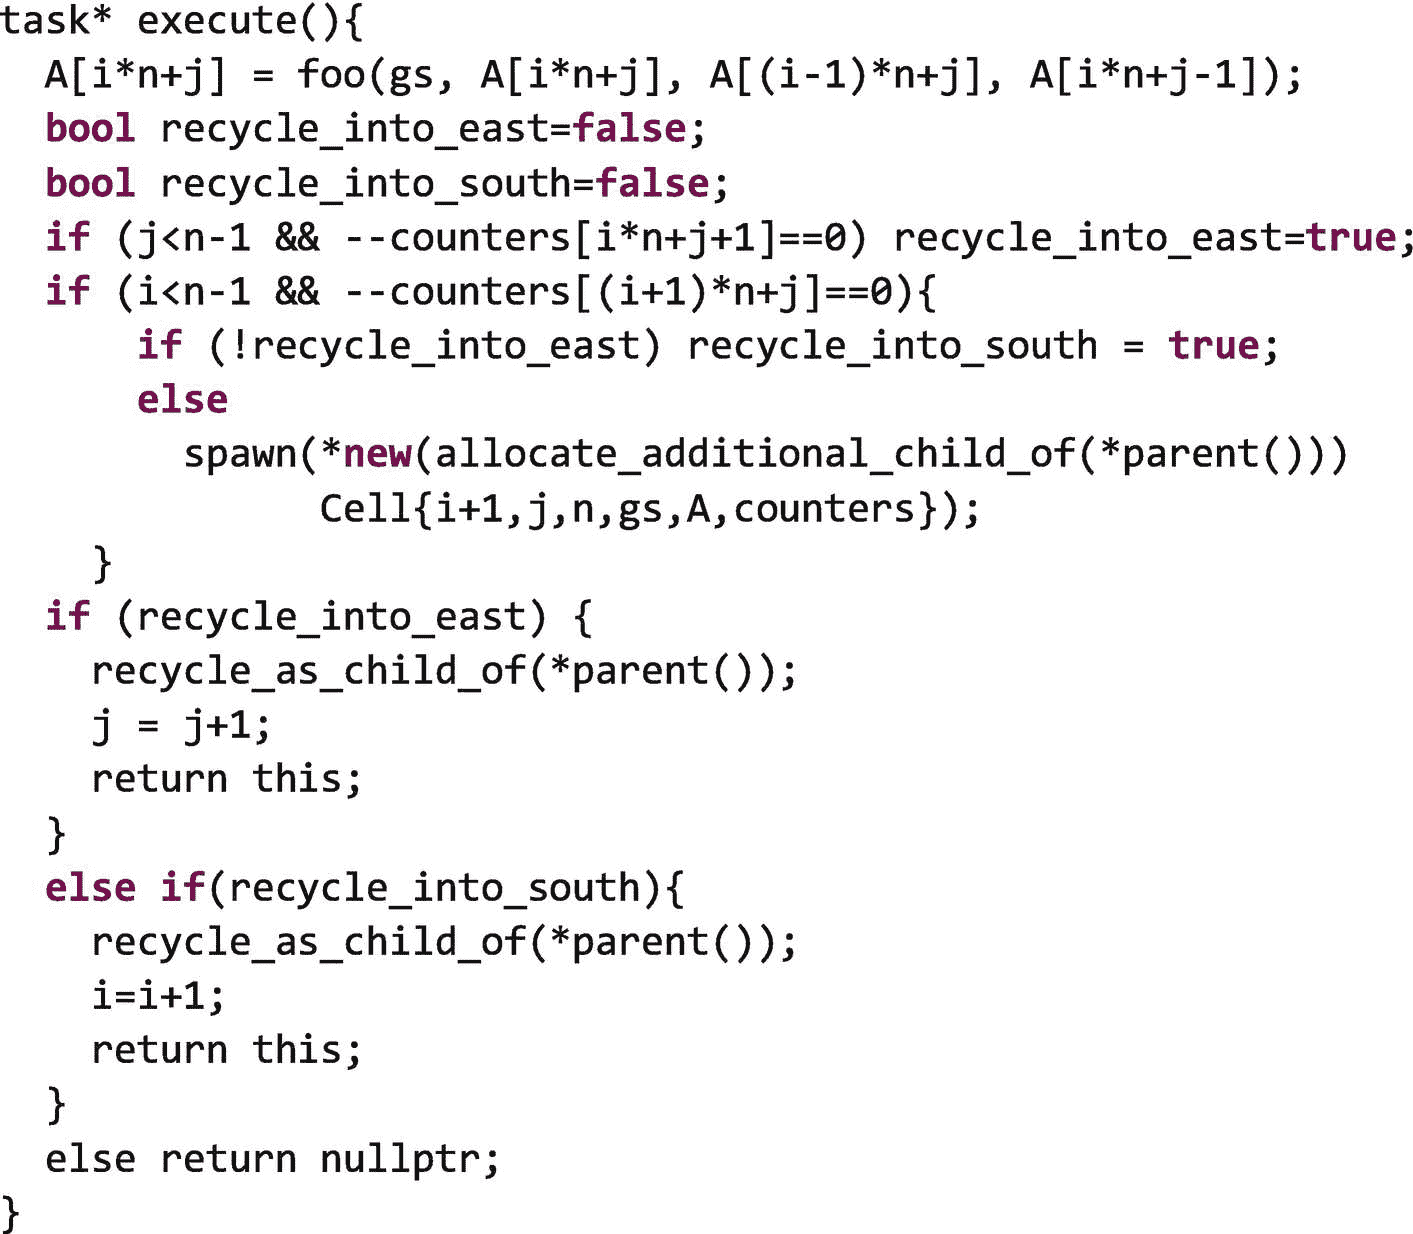 task* execute(){
  A[i*n+j] = foo(gs, A[i*n+j], A[(i-1)*n+j], A[i*n+j-1]);
  bool recycle_into_east=false;
  bool recycle_into_south=false;
  if (j<n-1 && --counters[i*n+j+1]==0) recycle_into_east=true;
  if (i<n-1 && --counters[(i+1)*n+j]==0){
      if (!recycle_into_east) recycle_into_south = true;
      else
        spawn(*new(allocate_additional_child_of(*parent()))
              Cell{i+1,j,n,gs,A,counters});
    }
  if (recycle_into_east) {
    recycle_as_child_of(*parent());
    j = j+1;
    return this;
  }
  else if(recycle_into_south){
    recycle_as_child_of(*parent());
    i=i+1;
    return this;
  }
  else return nullptr;
}